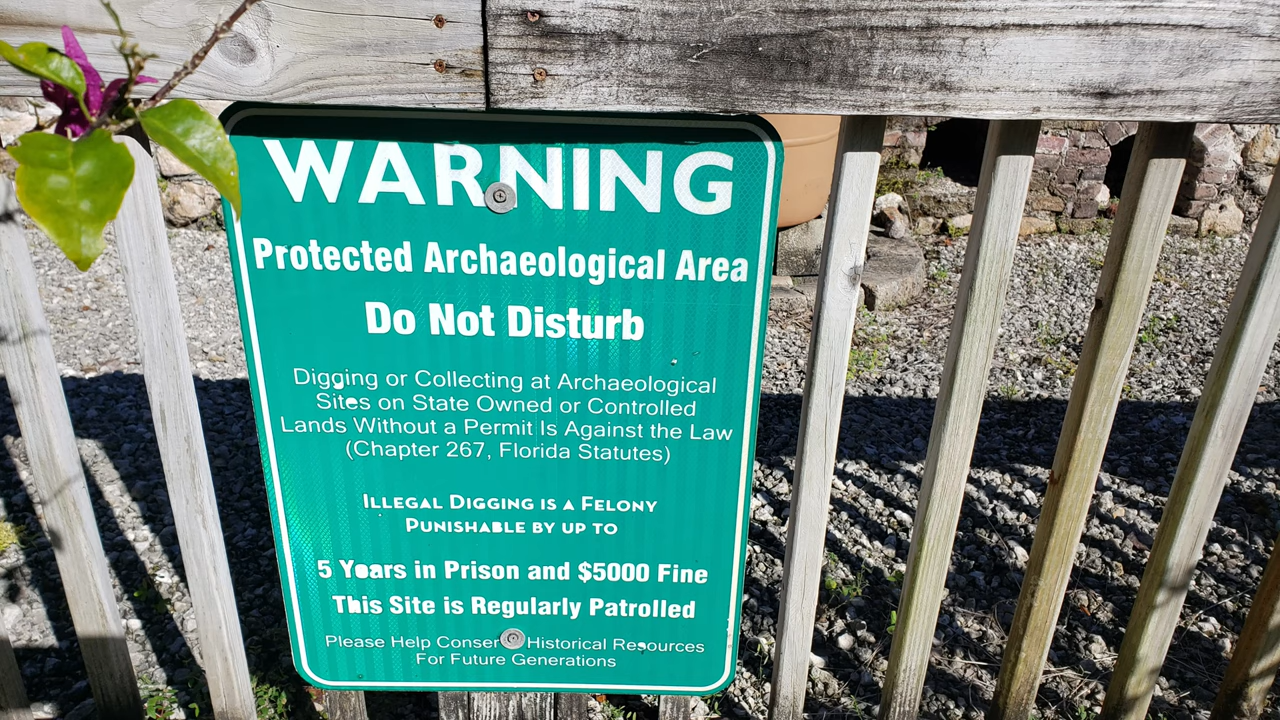 WARNING
Protected Archaeological Area
Do Not Disturb
Digging or Collecting at Archaeological
Sites on State Owned or Controlled
Lands Without a Permit Is Against the Law
(Chapter 267, Florida Statutes)
ILLEGAL DIGGING IS A FELONY
PUNISHABLE BY UP TO
5 Years in Prison and $5000 Fine
This Site is Regularly Patrolled
Please Help Conser Historical Resources
For Future Generations